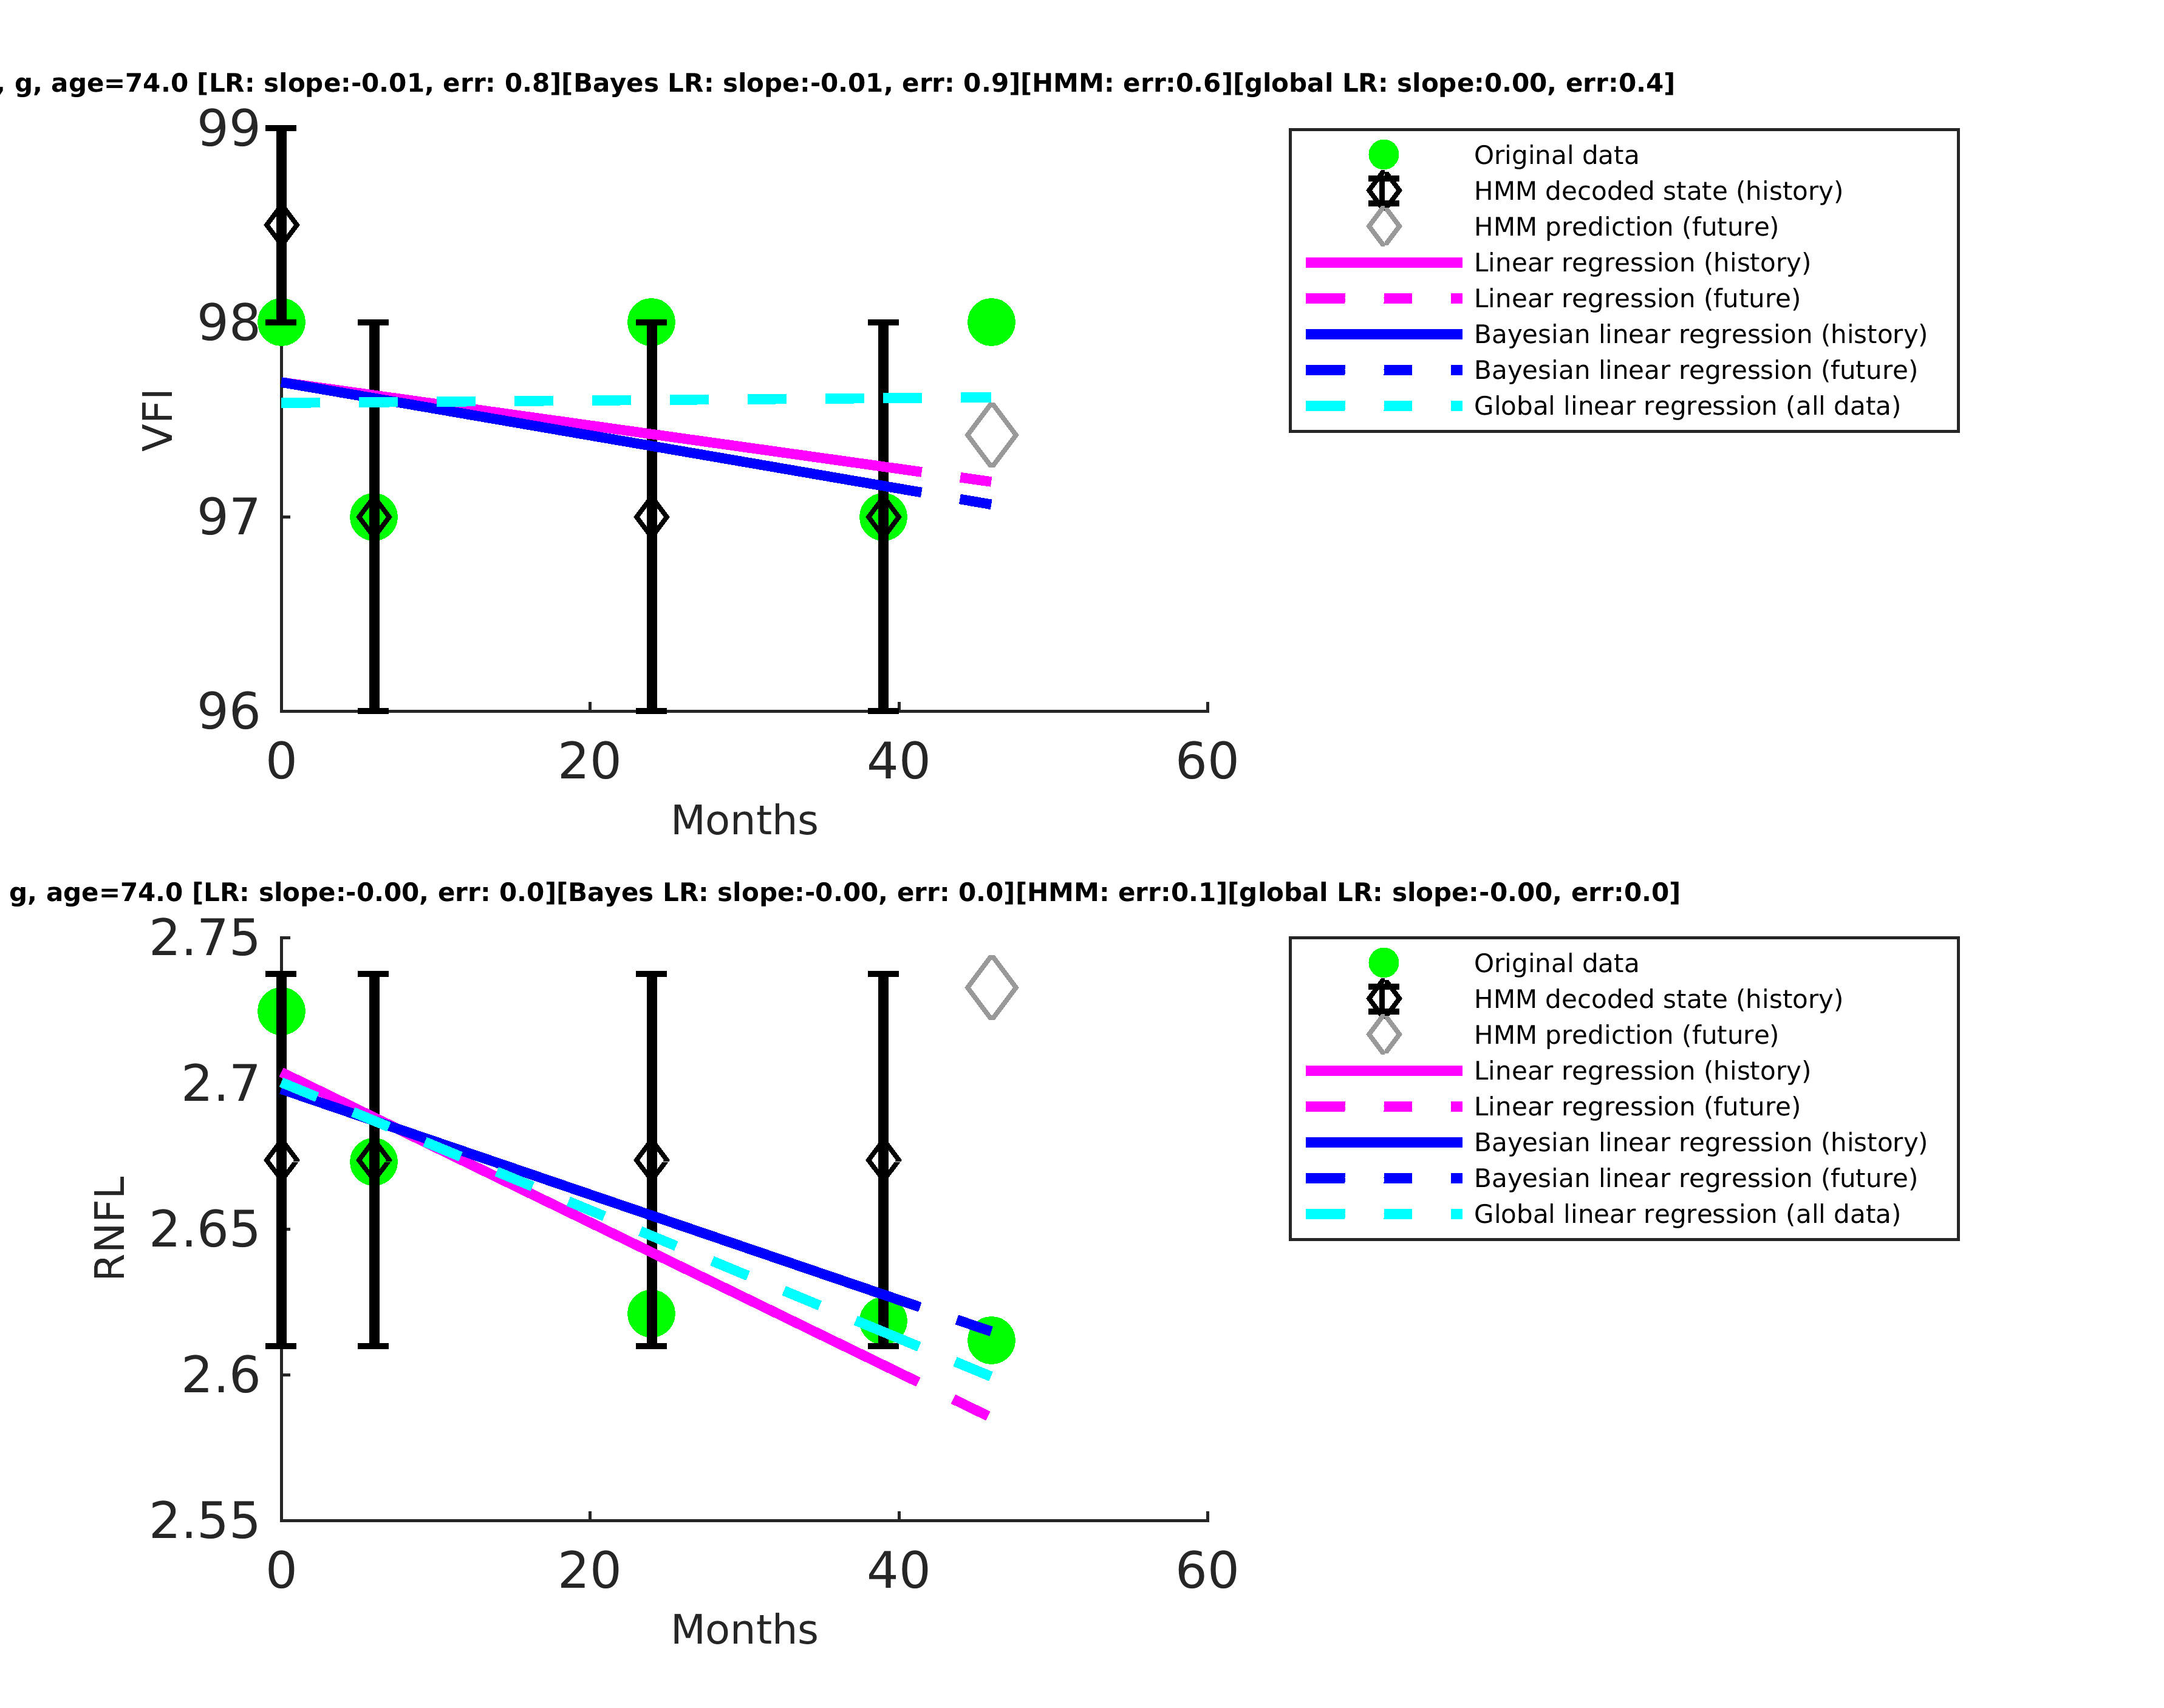 , g, age=74.0 [LR: slope:-0.01, err: 0.8][Bayes LR: slope:-0.01, err: 0.9][HMM: err:0.6][global LR: slope:0.00, err:0.4]
99
98
97
96
VFI
0 20 40 60
Months
Original data
HMM decoded state (history)
HMM prediction (future)
Linear regression (history)
Linear regression (future)
Bayesian linear regression (history)
Bayesian linear regression (future)
Global linear regression (all data)
g, age=74.0 [LR: slope:-0.00, err: 0.0][Bayes LR: slope:-0.00, err: 0.0][HMM: err:0.1][global LR: slope:-0.00, err:0.0]
2.75
2.7
2.65
2.6
2.55
RNFL
0 20 40 60
Months
Original data
HMM decoded state (history)
HMM prediction (future)
Linear regression (history)
Linear regression (future)
Bayesian linear regression (history)
Bayesian linear regression (future)
Global linear regression (all data)